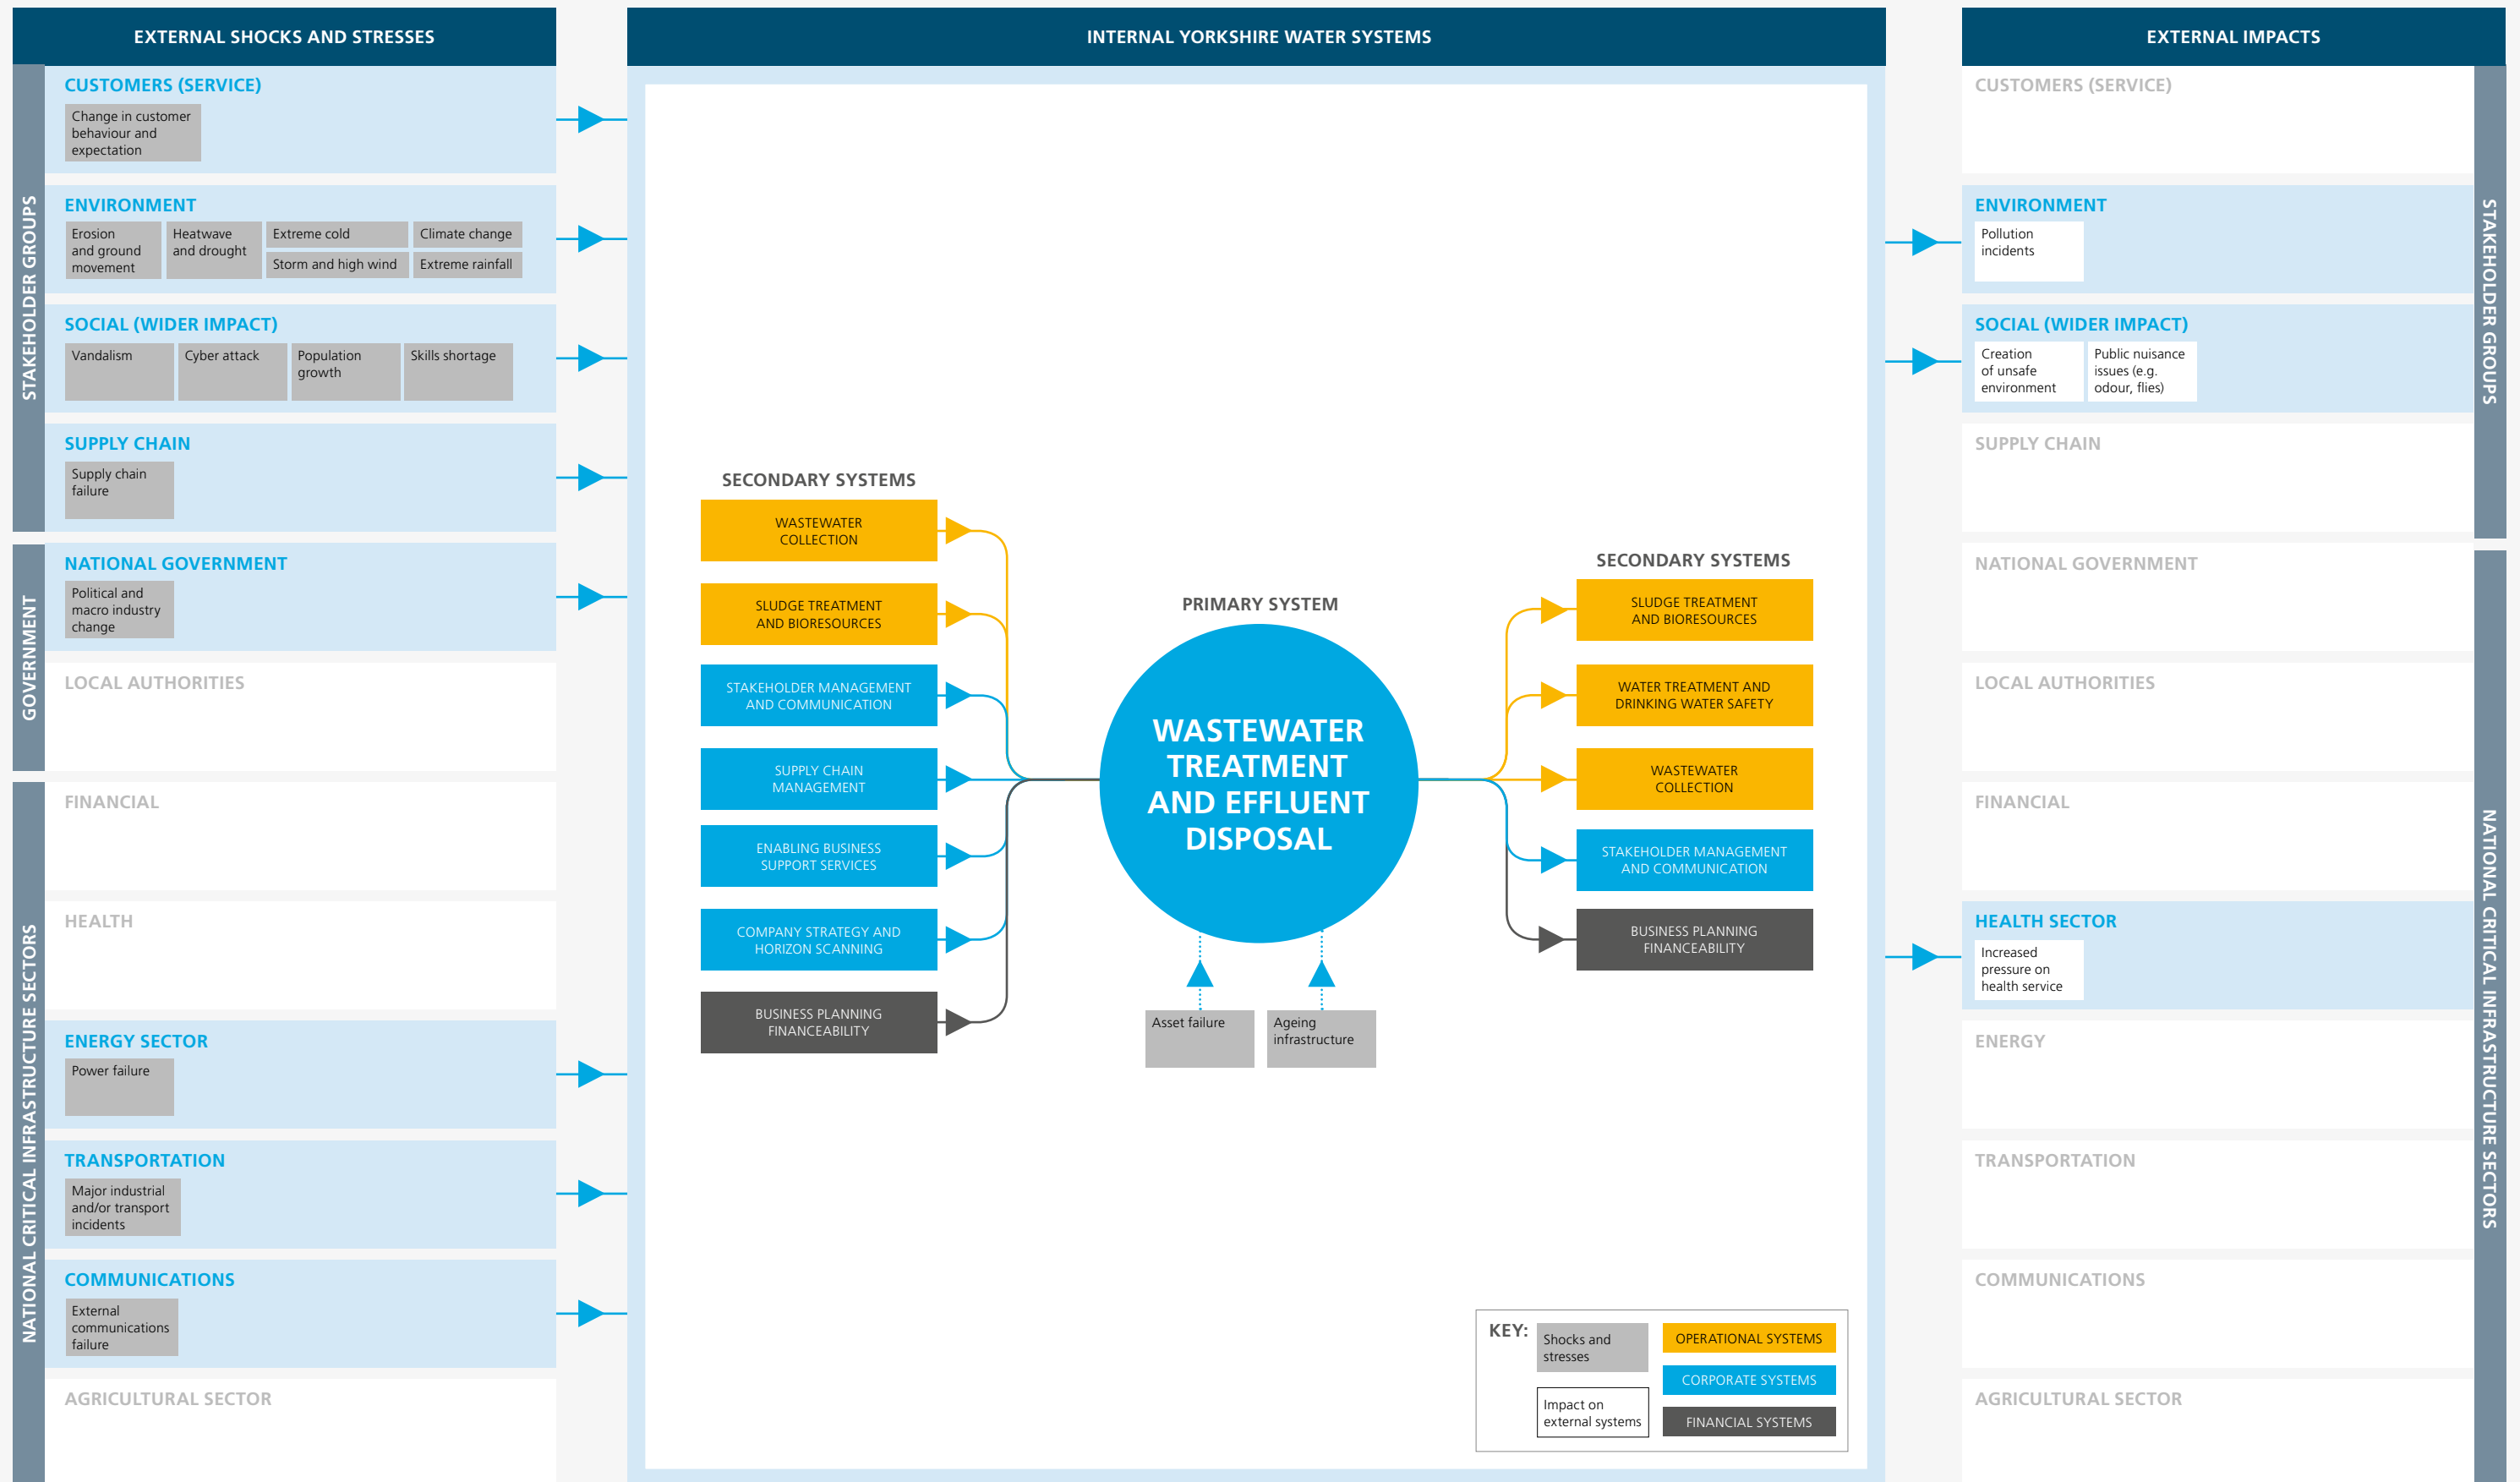 EXTERNAL SHOCKS AND STRESSES
STAKEHOLDER GROUPS
CUSTOMERS (SERVICE)
Change in customer
behaviour and
expectation
ENVIRONMENT
Erosion
and ground
movement
Heatwave
and drought
Extreme cold
Climate change
Storm and high wind
Extreme rainfall
SOCIAL (WIDER IMPACT)
Vandalism
Cyber attack
Population
growth
Skills shortage
SUPPLY CHAIN
Supply chain
failure
GOVERNMENT
NATIONAL GOVERNMENT
Political and
macro industry
change
LOCAL AUTHORITIES
NATIONAL CRITICAL INFRASTRUCTURE SECTORS
FINANCIAL
HEALTH
ENERGY SECTOR
Power failure
TRANSPORTATION
Major industrial
and/or transport
incidents
COMMUNICATIONS
External
communications
failure
AGRICULTURAL SECTOR
INTERNAL YORKSHIRE WATER SYSTEMS
SECONDARY SYSTEMS
WASTEWATER
COLLECTION
SLUDGE TREATMENT
AND BIORESOURCES
STAKEHOLDER MANAGEMENT
AND COMMUNICATION
SUPPLY CHAIN
MANAGEMENT
ENABLING BUSINESS
SUPPORT SERVICES
COMPANY STRATEGY AND
HORIZON SCANNING
BUSINESS PLANNING
FINANCEABILITY
PRIMARY SYSTEM
WASTEWATER
TREATMENT
AND EFFLUENT
DISPOSAL
Asset failure
Ageing
infrastructure
SECONDARY SYSTEMS
SLUDGE TREATMENT
AND BIORESOURCES
WATER TREATMENT AND
DRINKING WATER SAFETY
WASTEWATER
COLLECTION
STAKEHOLDER MANAGEMENT
AND COMMUNICATION
BUSINESS PLANNING
FINANCEABILITY
KEY:
Shocks and
stresses
Impact on
external systems
OPERATIONAL SYSTEMS
CORPORATE SYSTEMS
FINANCIAL SYSTEMS
EXTERNAL IMPACTS
STAKEHOLDER GROUPS
CUSTOMERS (SERVICE)
ENVIRONMENT
Pollution
incidents
SOCIAL (WIDER IMPACT)
Creation
of unsafe
environment
Public nuisance
issues (e.g.
odour, flies)
SUPPLY CHAIN
NATIONAL CRITICAL INFRASTRUCTURE SECTORS
NATIONAL GOVERNMENT
LOCAL AUTHORITIES
FINANCIAL
HEALTH SECTOR
Increased
pressure on
health service
ENERGY
TRANSPORTATION
COMMUNICATIONS
AGRICULTURAL SECTOR